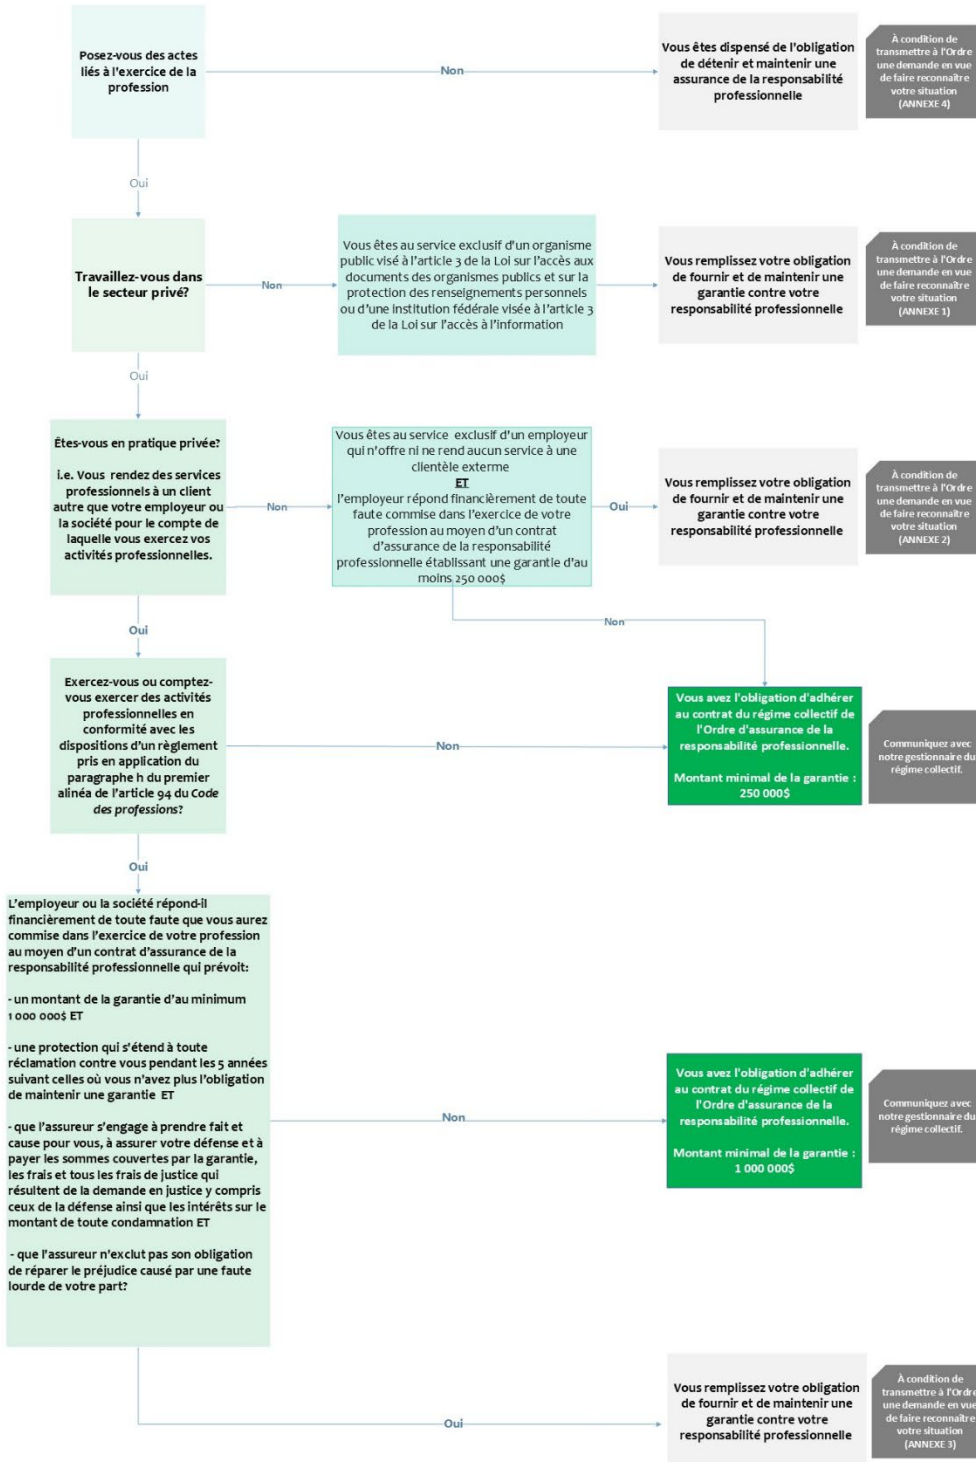 Posez-vous des actes
liés à l'exercice de la
profession
Non
Vous êtes dispensé de l'obligation
de détenir et maintenir une
assurance de la responsabilité
professionnelle
À condition de
transmettre à l'Ordre
une demande en vue
de faire reconnaître
votre situation
(ANNEXE 4)
Oui
Travaillez-vous dans
le secteur privé?
Non
Vous êtes au service exclusif d'un organisme
public visé à l'article 3 de la Loi sur l'accès aux
documents des organismes publics et sur la
protection des renseignements personnels
ou d'une institution fédérale visée à l'article 3
de la Loi sur l'accès à l'information
Vous remplissez votre obligation
de fournir et de maintenir une
garantie contre votre
responsabilité professionnelle
À condition de
transmettre à l'Ordre
une demande en vue
de faire reconnaître
votre situation
(ANNEXE 1)
Oui
Êtes-vous en pratique privée?
i.e. Vous rendez des services
professionnels à un client
autre que votre employeur ou
la société pour le compte de
laquelle vous exercez vos
activités professionnelles.
Non
Vous êtes au service exclusif d'un employeur
qui n'offre ni ne rend aucun service à une
clientèle externe
ET
l'employeur répond financièrement de toute
faute commise dans l'exercice de votre
profession au moyen d'un contrat
d'assurance de la responsabilité
professionnelle établissant une garantie d'au
moins 250 000$
Oui
Vous remplissez votre obligation
de fournir et de maintenir une
garantie contre votre
responsabilité professionnelle
À condition de
transmettre à l'Ordre
une demande en vue
de faire reconnaître
votre situation
(ANNEXE 2)
Non
Oui
Exercez-vous ou comptez-
vous exercer des activités
professionnelles en
conformité avec les
dispositions d'un règlement
pris en application du
paragraphe h du premier
alinéa de l'article 94 du Code
des professions?
Non
Vous avez l'obligation d'adhérer
au contrat du régime collectif de
l'Ordre d'assurance de la
responsabilité professionnelle.
Montant minimal de la garantie :
250 000$
Communiquez avec
notre gestionnaire du
régime collectif.
Oui
L'employeur ou la société répond-il
financièrement de toute faute que vous aurez
commise dans l'exercice de votre profession
au moyen d'un contrat d'assurance de la
responsabilité professionnelle qui prévoit:
- un montant de la garantie d'au minimum
1 000 000$ ET
- une protection qui s'étend à toute
réclamation contre vous pendant les 5 années
suivant celles où vous n'avez plus l'obligation
de maintenir une garantie ET
- que l'assureur s'engage à prendre fait et
cause pour vous, à assurer votre défense et à
payer les sommes couvertes par la garantie,
les frais et tous les frais de justice qui
résultent de la demande en justice y compris
ceux de la défense ainsi que les intérêts sur le
montant de toute condamnation ET
- que l'assureur n'exclut pas son obligation
de réparer le préjudice causé par une faute
lourde de votre part?
Non
Vous avez l'obligation d'adhérer
au contrat du régime collectif de
l'Ordre d'assurance de la
responsabilité professionnelle.
Montant minimal de la garantie :
1 000 000$
Communiquez avec
notre gestionnaire du
régime collectif.
Oui
Vous remplissez votre obligation
de fournir et de maintenir une
garantie contre votre
responsabilité professionnelle
À condition de
transmettre à l'Ordre
une demande en vue
de faire reconnaître
votre situation
(ANNEXE 3)